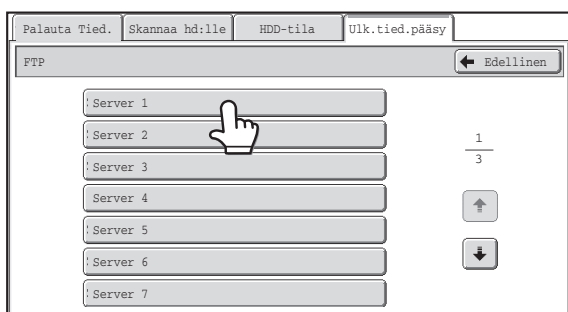 Palauta Tied. Skannaa hd:lle HDD-tila Ulk.tied.pääsy
FTP Edellinen
Server 1
Server 2
Server 3
Server 4
Server 5
Server 6
Server 7
1
3